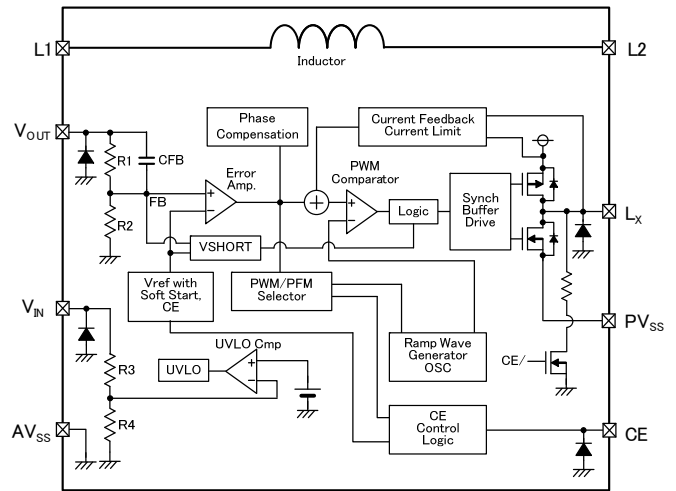 L1
L2
Inductor
VOUT
R1
CFB
FB
R2
Phase
Compensation
Error
Amp.
Current Feedback
Current Limit
PWM
Comparator
Logic
Synch
Buffer
Drive
LX
VSHORT
Vref with
Soft Start,
CE
PWM/PFM
Selector
VIN
R3
R4
UVLO Cmp
UVLO
Ramp Wave
Generator
OSC
CE/
PVSS
AVSS
CE
Control
Logic
CE